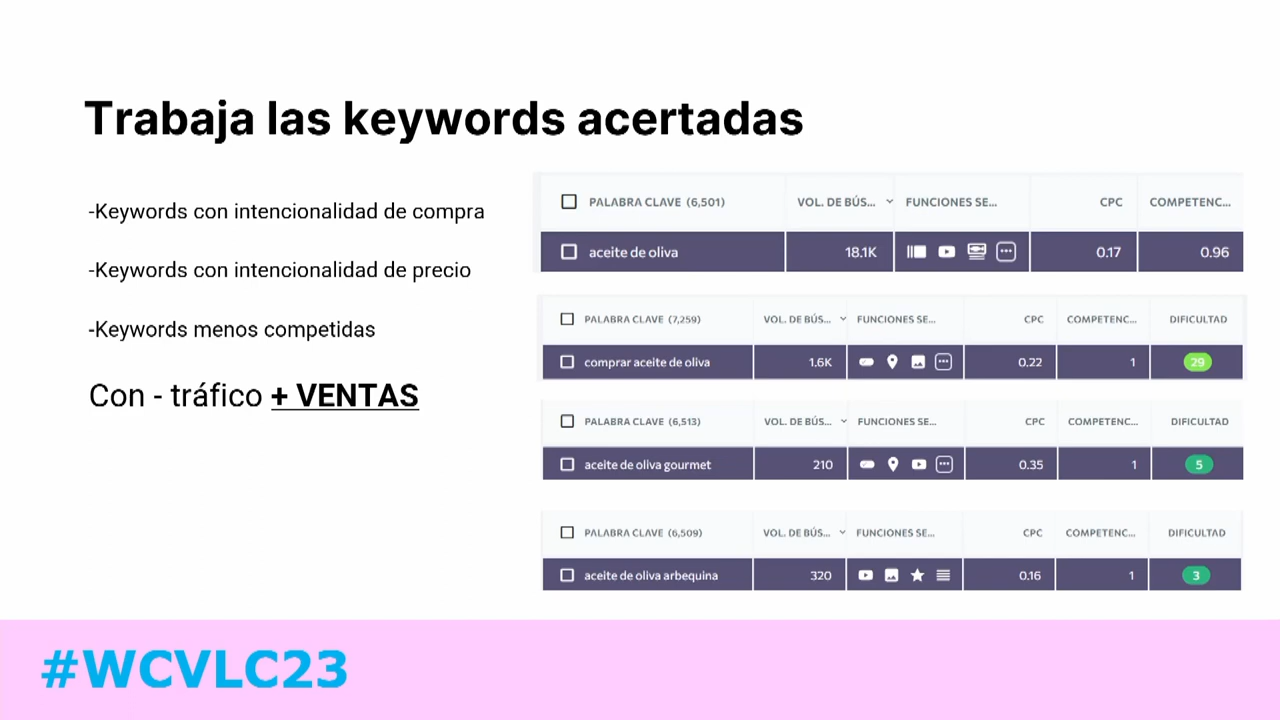 Trabaja las keywords acertadas
-Keywords con intencionalidad de compra
-Keywords con intencionalidad de precio
-Keywords menos competidas
Con - tráfico + VENTAS
PALABRA CLAVE (6,501) VOL. DE BÚS... FUNCIONES SE... CPC COMPETENC...
aceite de oliva 18.1K 0.17 0.96
PALABRA CLAVE (7,259) VOL. DE BÚS... FUNCIONES SE... CPC COMPETENC... DIFICULTAD
comprar aceite de oliva 1.6K 0.22 1 29
PALABRA CLAVE (6,513) VOL. DE BÚS... FUNCIONES SE... CPC COMPETENC... DIFICULTAD
aceite de oliva gourmet 210 0.35 1 5
PALABRA CLAVE (6,509) VOL. DE BÚS... FUNCIONES SE... CPC COMPETENC... DIFICULTAD
aceite de oliva arbequina 320 0.16 1 3
#WCVLC23